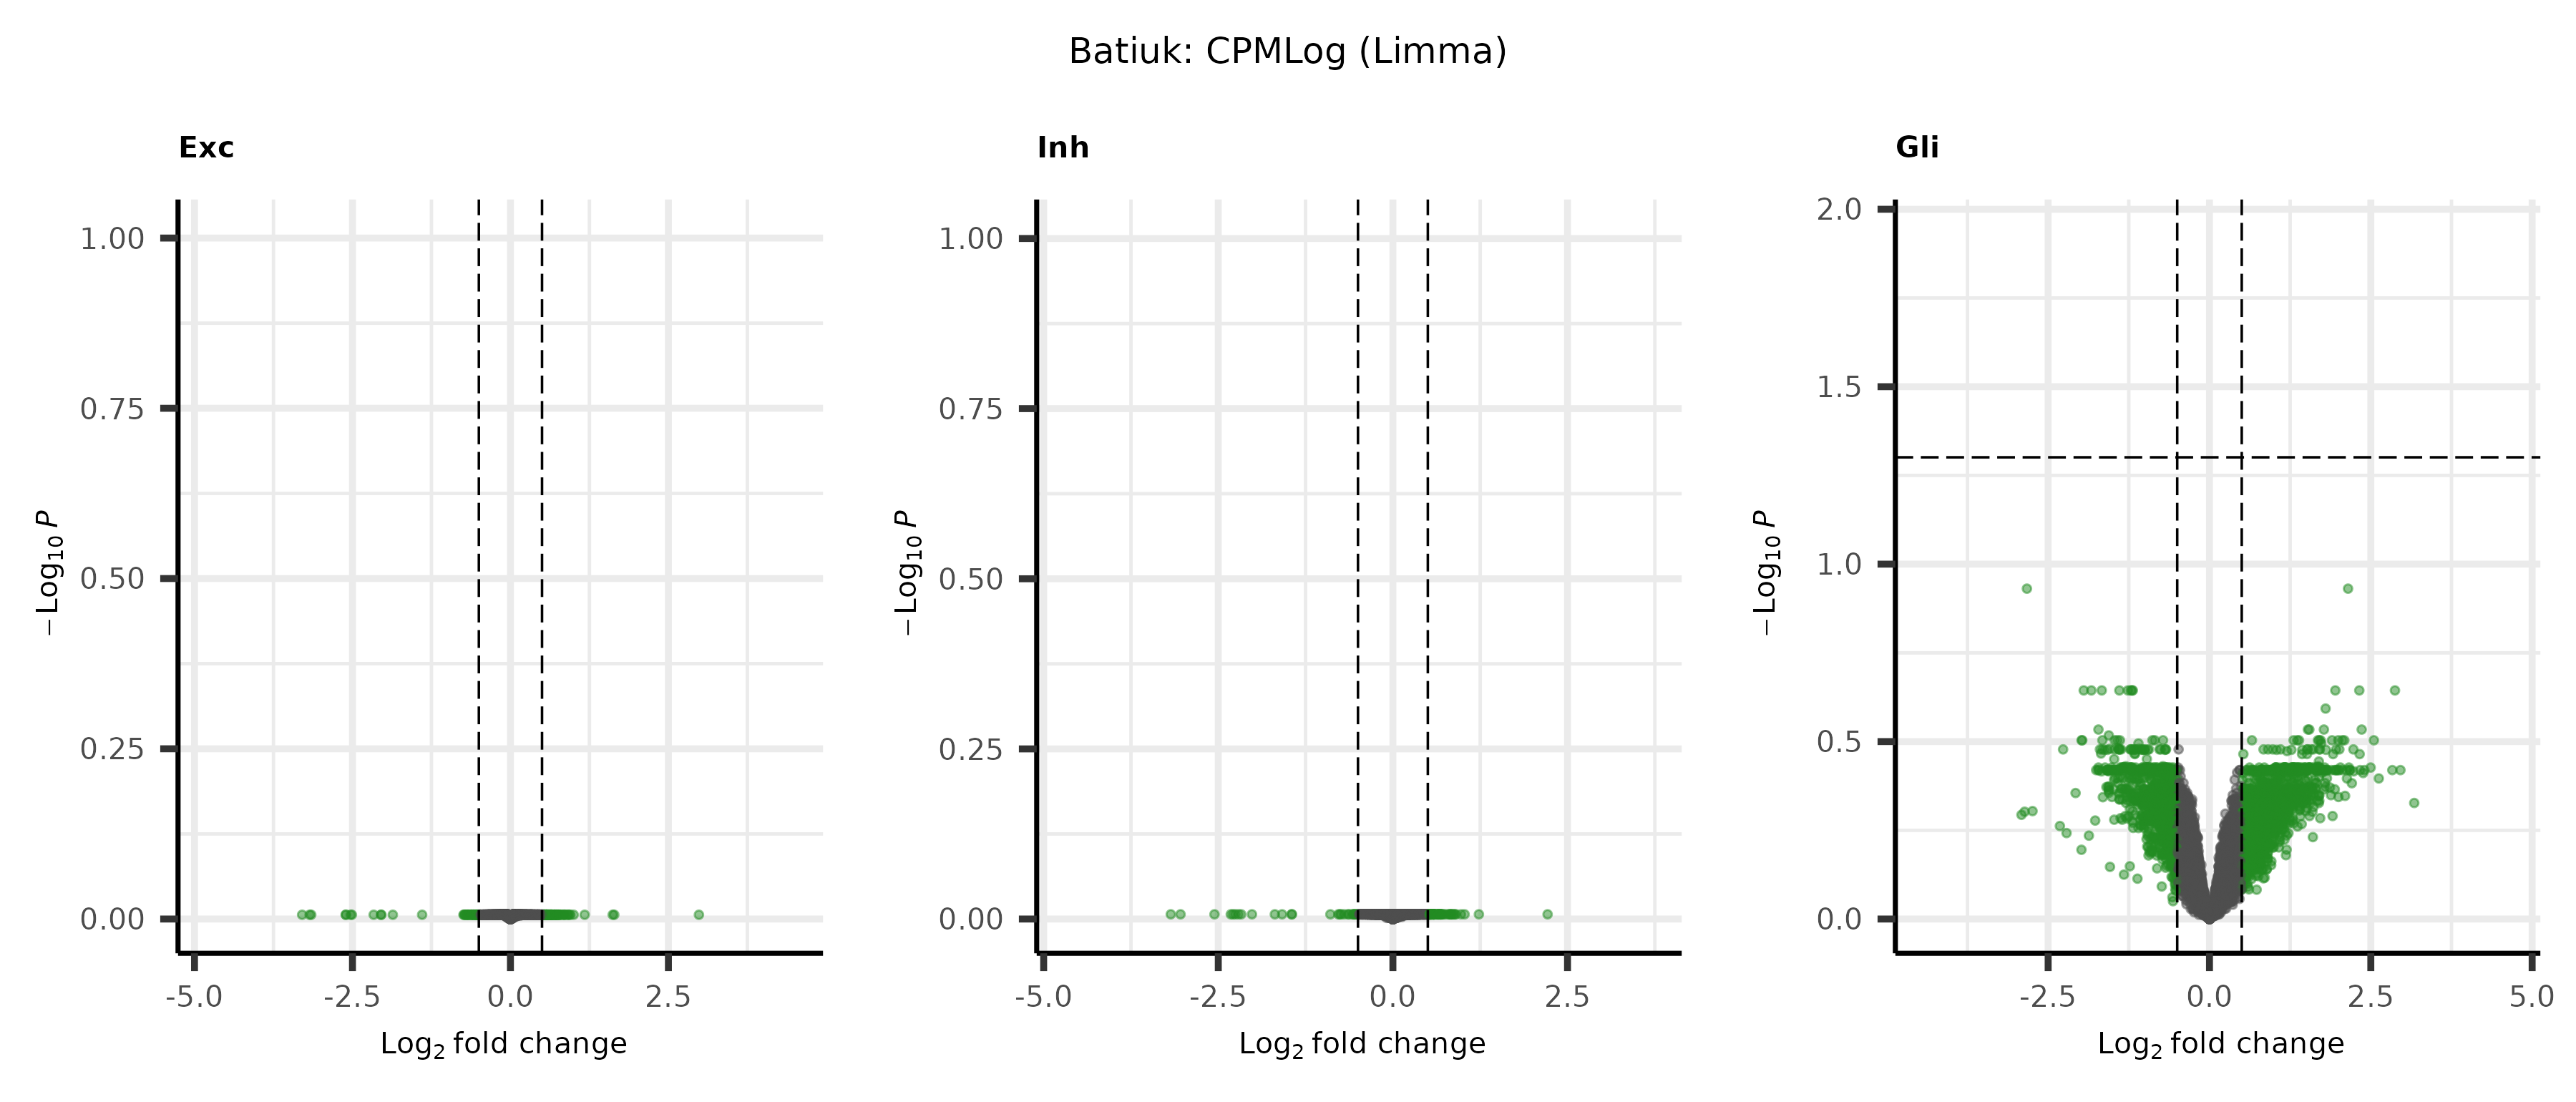 Batiuk: CPMLog (Limma)
Exc
1.00
0.75
0.50
0.25
0.00
−Log10 P
-5.0 -2.5 0.0 2.5
Log2 fold change
Inh
1.00
0.75
0.50
0.25
0.00
−Log10 P
-5.0 -2.5 0.0 2.5
Log2 fold change
Gli
2.0
1.5
1.0
0.5
0.0
−Log10 P
-2.5 0.0 2.5 5.0
Log2 fold change